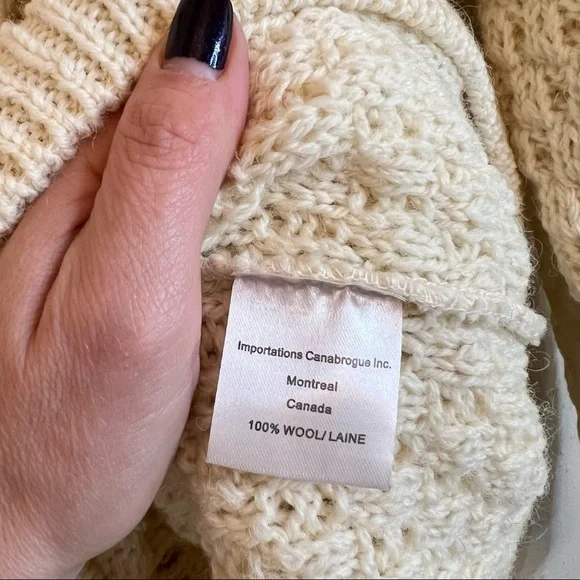 Importations Canabrogue Inc.
Montreal
Canada
100% WOOL/ LAINE